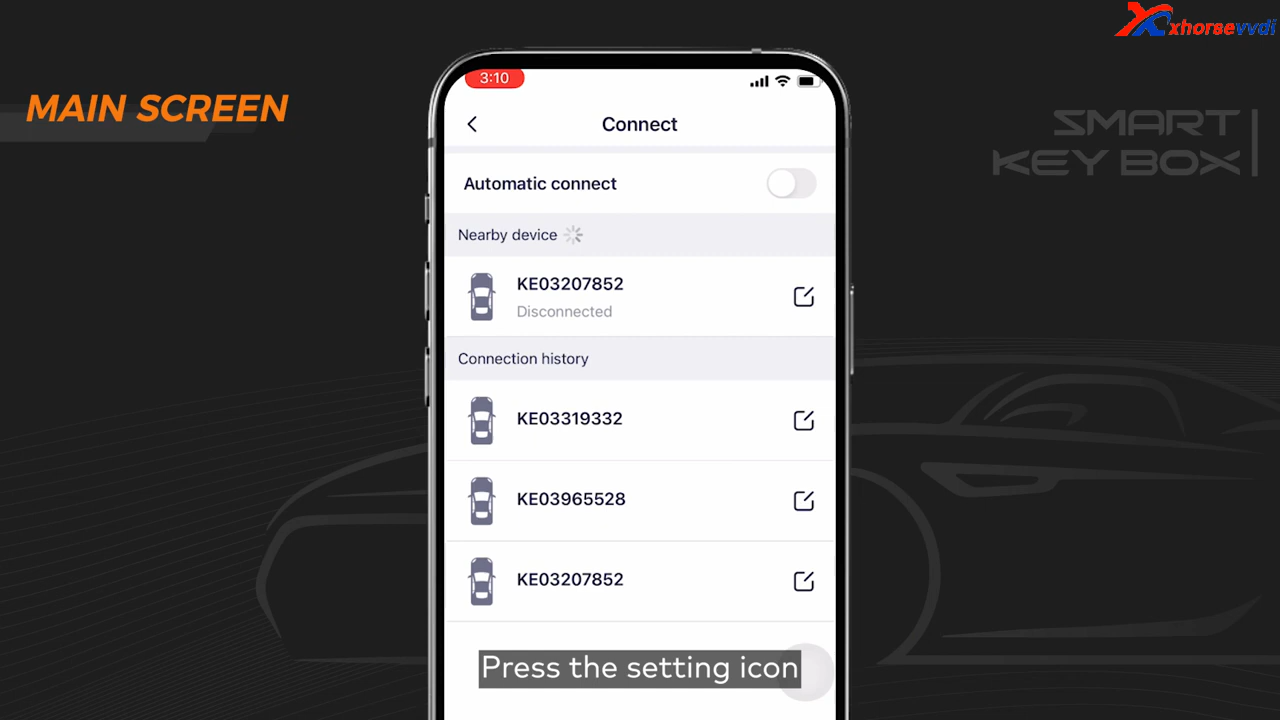 xhorsevvdi
MAIN SCREEN
SMART
KEY BOX
3:10
Connect
Automatic connect
Nearby device
KE03207852
Disconnected
Connection history
KE03319332
KE03965528
KE03207852
Press the setting icon